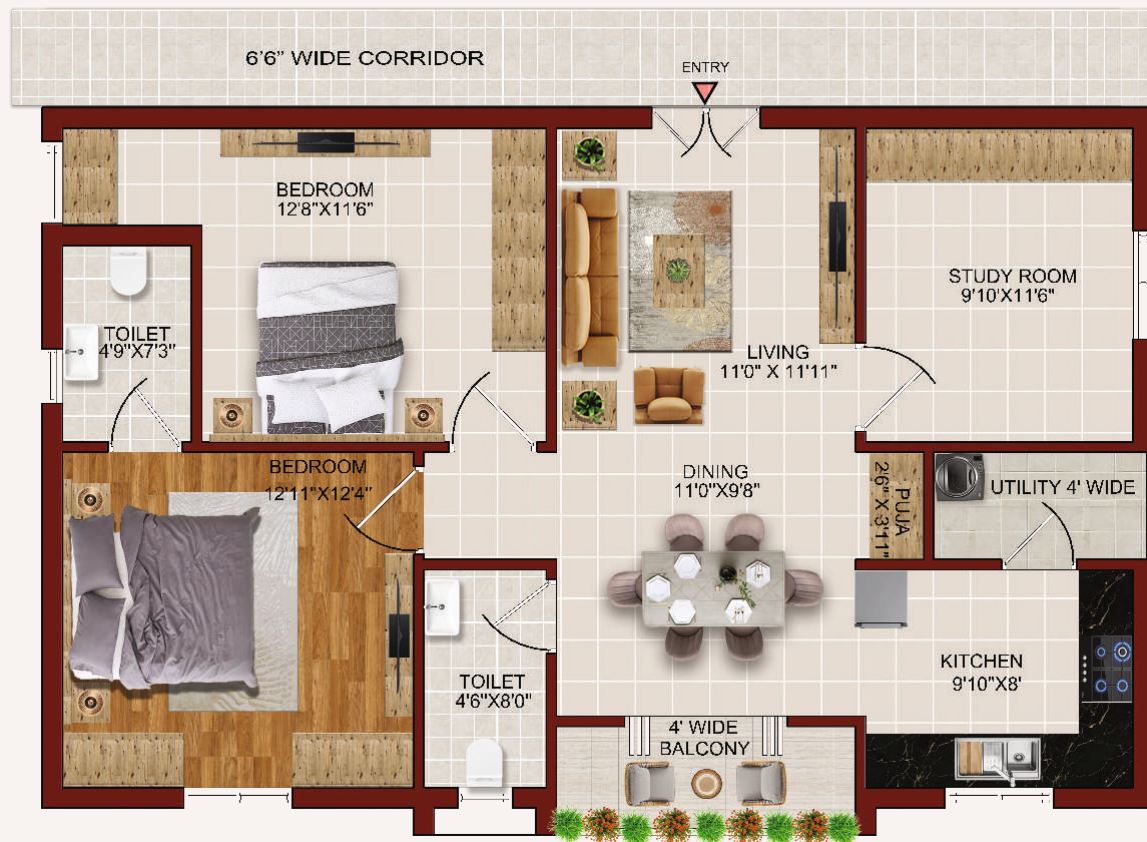 6'6" WIDE CORRIDOR
ENTRY
BEDROOM
12'8"X11'6"
STUDY ROOM
9'10'X11'6"
TOILET
4'9"X7'3"
LIVING
11'0" X 11'11"
BEDROOM
12'11"X12'4"
DINING
11'0"X9'8"
PUJA
2'6" X 3'11"
UTILITY 4' WIDE
KITCHEN
9'10"X8'
TOILET
4'6"X8'0"
4' WIDE
BALCONY